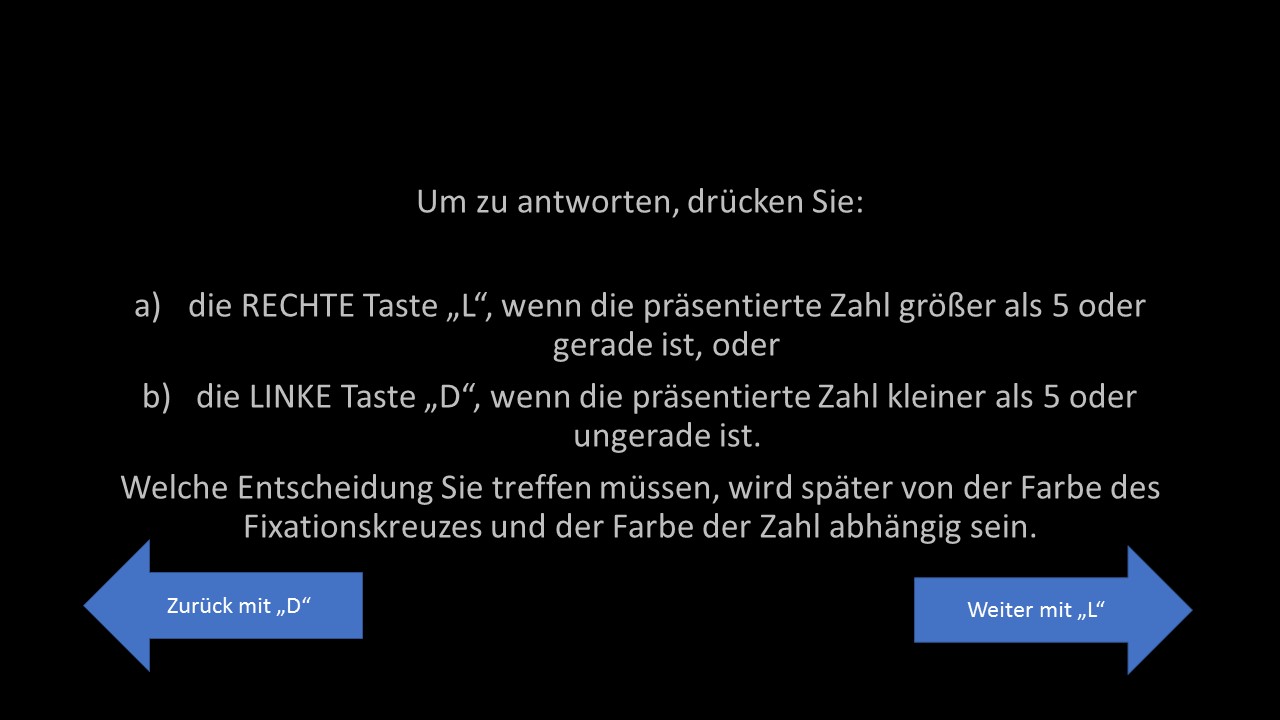 Um zu antworten, drücken Sie:
a) die RECHTE Taste „L“, wenn die präsentierte Zahl größer als 5 oder
gerade ist, oder
b) die LINKE Taste „D“, wenn die präsentierte Zahl kleiner als 5 oder
ungerade ist.
Welche Entscheidung Sie treffen müssen, wird später von der Farbe des
Fixationskreuzes und der Farbe der Zahl abhängig sein.
Zurück mit „D“
Weiter mit „L“